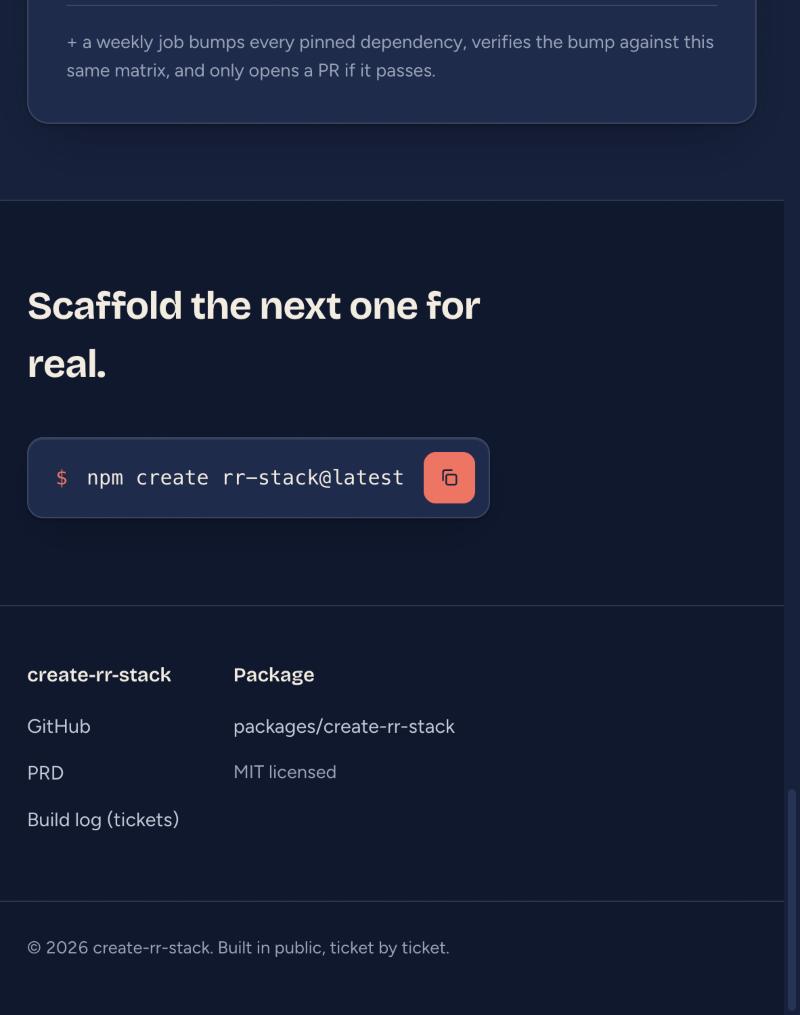 + a weekly job bumps every pinned dependency, verifies the bump against this
same matrix, and only opens a PR if it passes.
Scaffold the next one for
real.
$ npm create rr-stack@latest
create-rr-stack
GitHub
PRD
Build log (tickets)
Package
packages/create-rr-stack
MIT licensed
© 2026 create-rr-stack. Built in public, ticket by ticket.